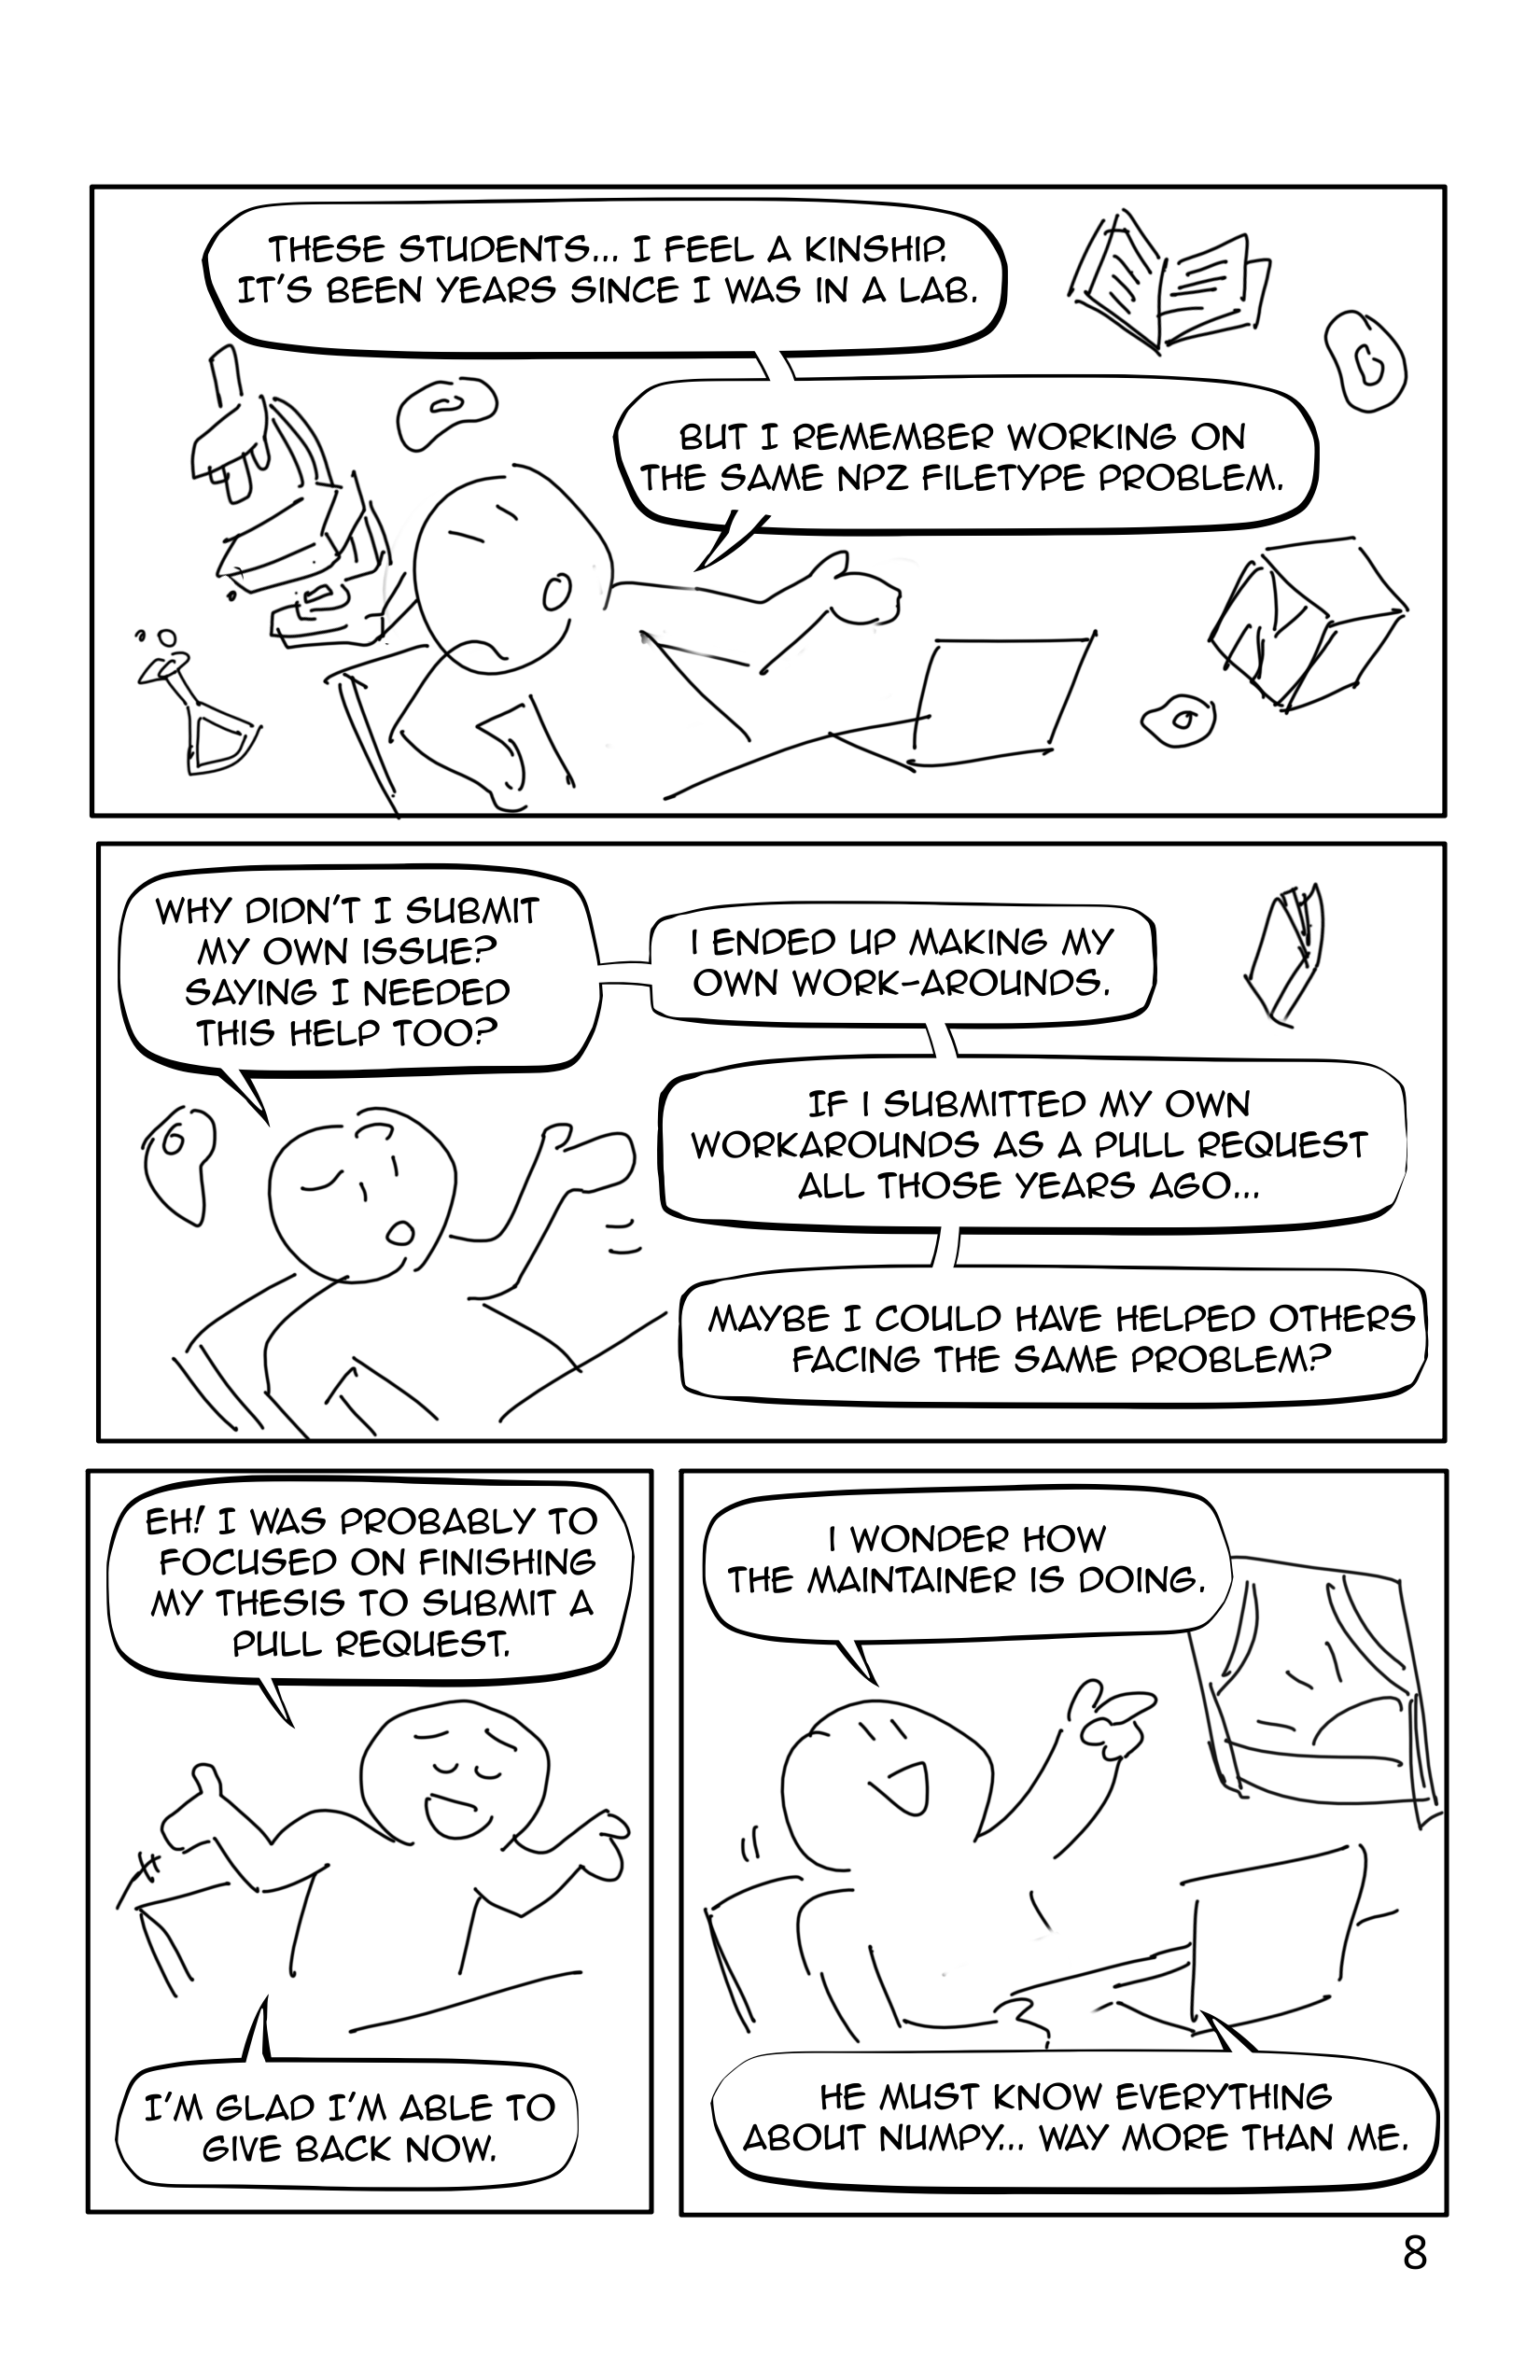 THESE STUDENTS... I FEEL A KINSHIP.
IT'S BEEN YEARS SINCE I WAS IN A LAB.
BUT I REMEMBER WORKING ON
THE SAME NPZ FILETYPE PROBLEM.
WHY DIDN'T I SUBMIT
MY OWN ISSUE?
SAYING I NEEDED
THIS HELP TOO?
I ENDED UP MAKING MY
OWN WORK-AROUNDS.
IF I SUBMITTED MY OWN
WORKAROUNDS AS A PULL REQUEST
ALL THOSE YEARS AGO...
MAYBE I COULD HAVE HELPED OTHERS
FACING THE SAME PROBLEM?
EH! I WAS PROBABLY TO
FOCUSED ON FINISHING
MY THESIS TO SUBMIT A
PULL REQUEST.
I'M GLAD I'M ABLE TO
GIVE BACK NOW.
I WONDER HOW
THE MAINTAINER IS DOING.
HE MUST KNOW EVERYTHING
ABOUT NUMPY... WAY MORE THAN ME.
8